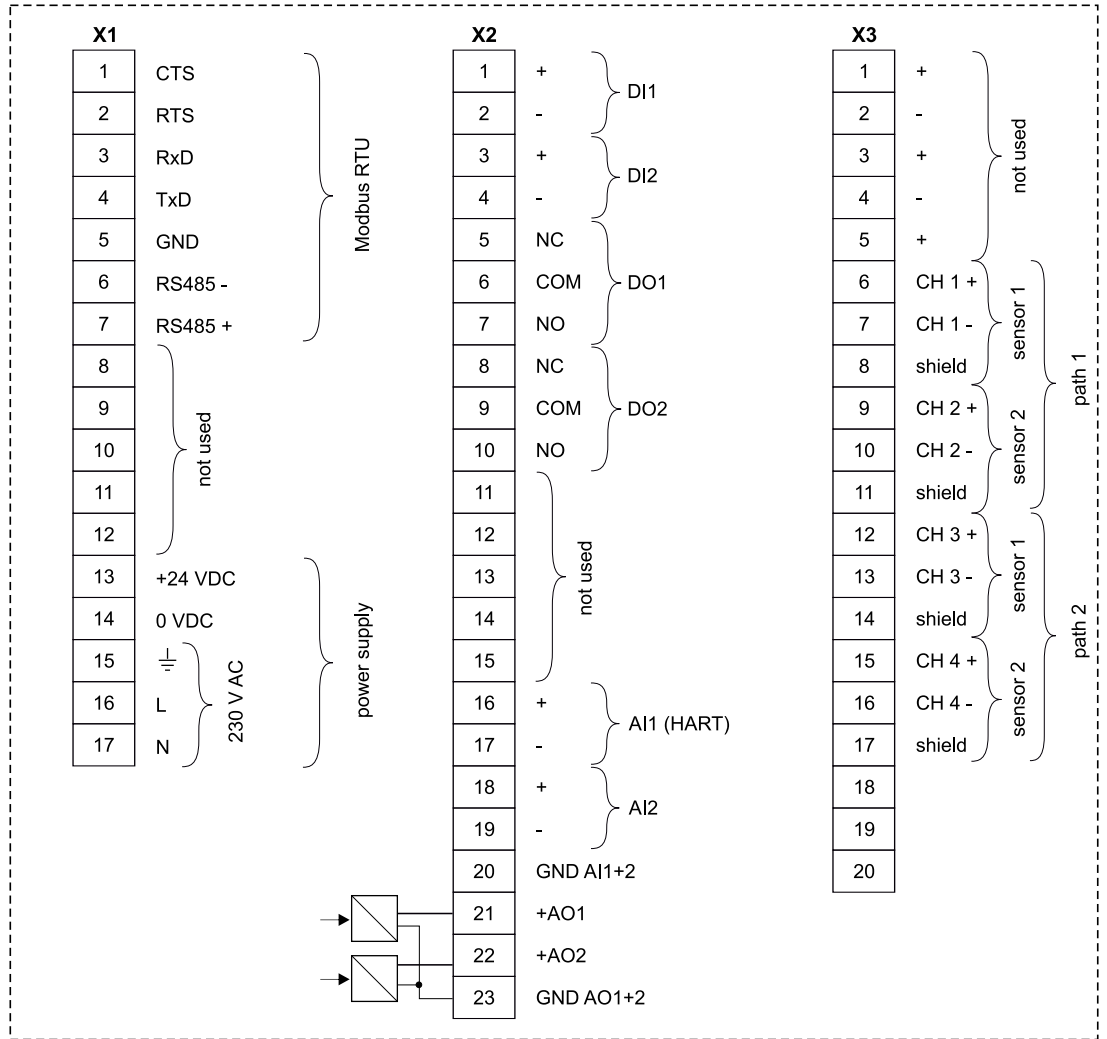 X1
1 CTS
2 RTS
3 RxD
4 TxD
5 GND
6 RS485 -
7 RS485 +
Modbus RTU
8
9
10
11
12
not used
13 +24 VDC
14 0 VDC
15
16 L
17 N
230 V AC
power supply
X2
1 +
2 -
DI1
3 +
4 -
DI2
5 NC
6 COM
7 NO
DO1
8 NC
9 COM
10 NO
DO2
11
12
13
14
15
not used
16 +
17 -
AI1 (HART)
18 +
19 -
AI2
20 GND AI1+2
21 +AO1
22 +AO2
23 GND AO1+2
X3
1 +
2 -
3 +
4 -
5 +
not used
6 CH 1 +
7 CH 1 -
8 shield
sensor 1
9 CH 2 +
10 CH 2 -
11 shield
sensor 2
path 1
12 CH 3 +
13 CH 3 -
14 shield
sensor 1
15 CH 4 +
16 CH 4 -
17 shield
sensor 2
path 2
18
19
20